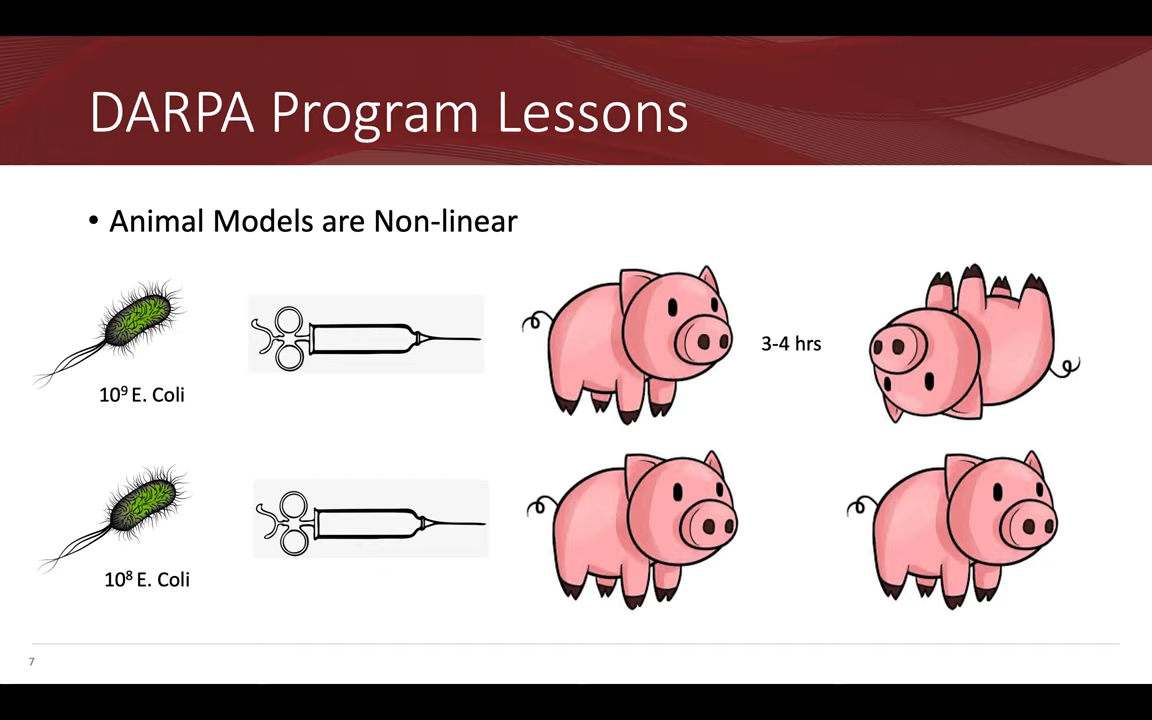 DARPA Program Lessons
• Animal Models are Non-linear
3-4 hrs
10⁹ E. Coli
10⁸ E. Coli
7